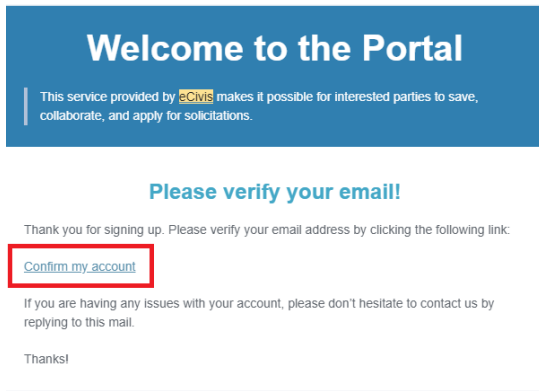 Welcome to the Portal
This service provided by eCivis makes it possible for interested parties to save,
collaborate, and apply for solicitations.
Please verify your email!
Thank you for signing up. Please verify your email address by clicking the following link:
Confirm my account
If you are having any issues with your account, please don't hesitate to contact us by
replying to this mail.
Thanks!